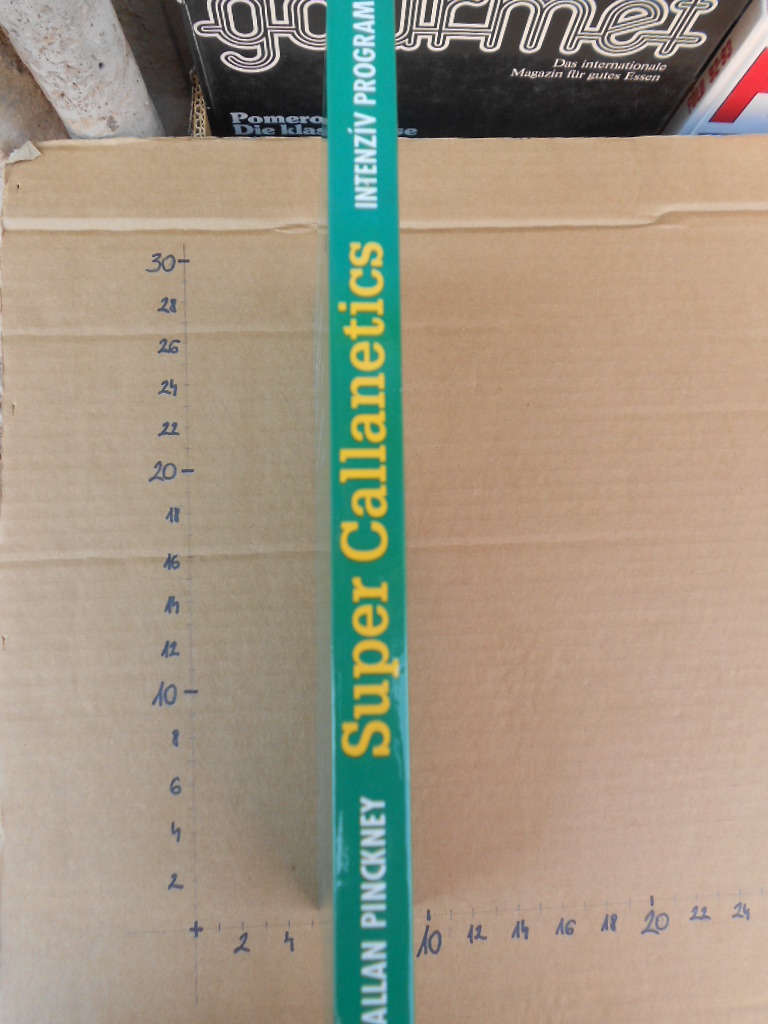 gourmet
Das internationale
Magazin für gutes Essen
Pomero
Die klas se
ALLAN PINCKNEY Super Callanetics INTENZÍV PROGRAM
30
28
26
24
22
20
18
16
14
12
10
8
6
4
2
2 4 10 12 14 16 18 20 22 24